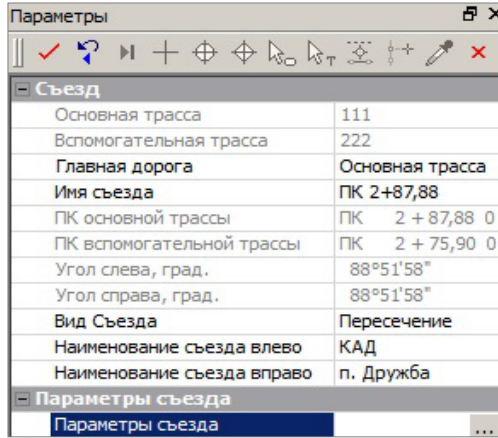 Параметры
Съезд
Основная трасса 111
Вспомогательная трасса 222
Главная дорога Основная трасса
Имя съезда ПК 2+87,88
ПК основной трассы ПК 2 + 87,88 0
ПК вспомогательной трассы ПК 2 + 75,90 0
Угол слева, град. 88°51'58"
Угол справа, град. 88°51'58"
Вид Съезда Пересечение
Наименование съезда влево КАД
Наименование съезда вправо п. Дружба
Параметры съезда
Параметры съезда ...